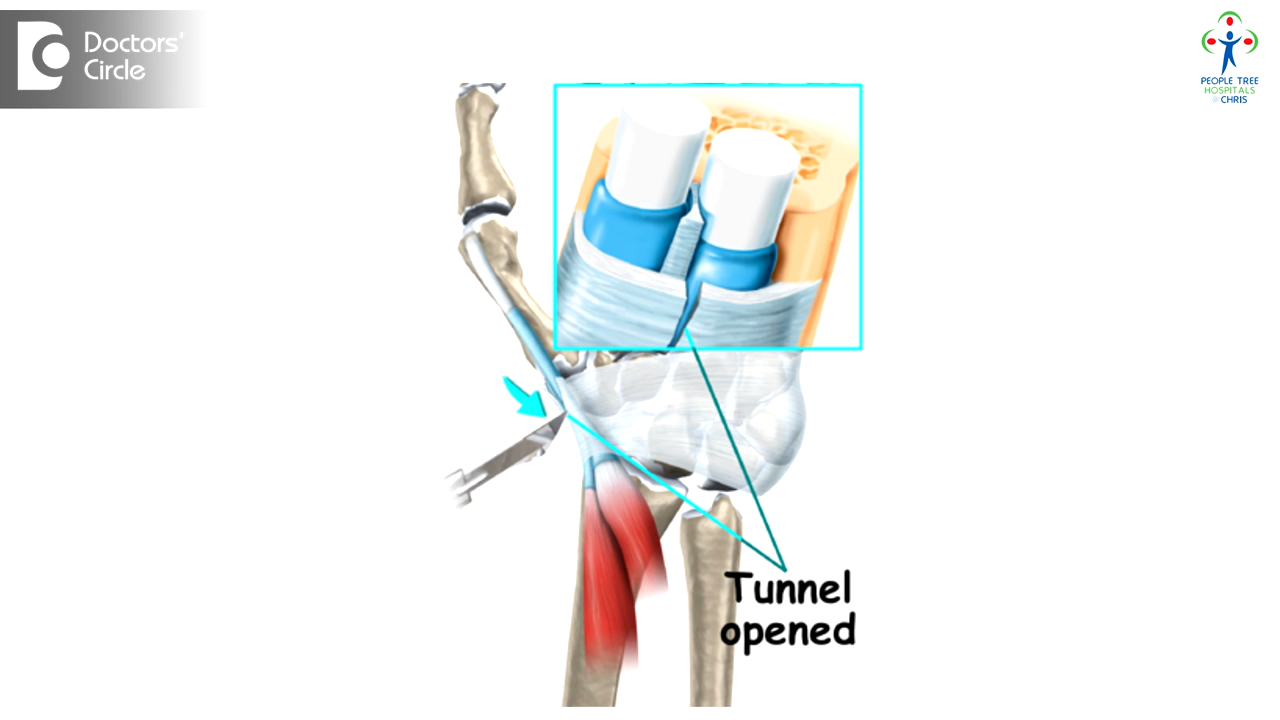 Doctors'
Circle
PEOPLE TREE
HOSPITALS
@ CHRIS
Tunnel
opened